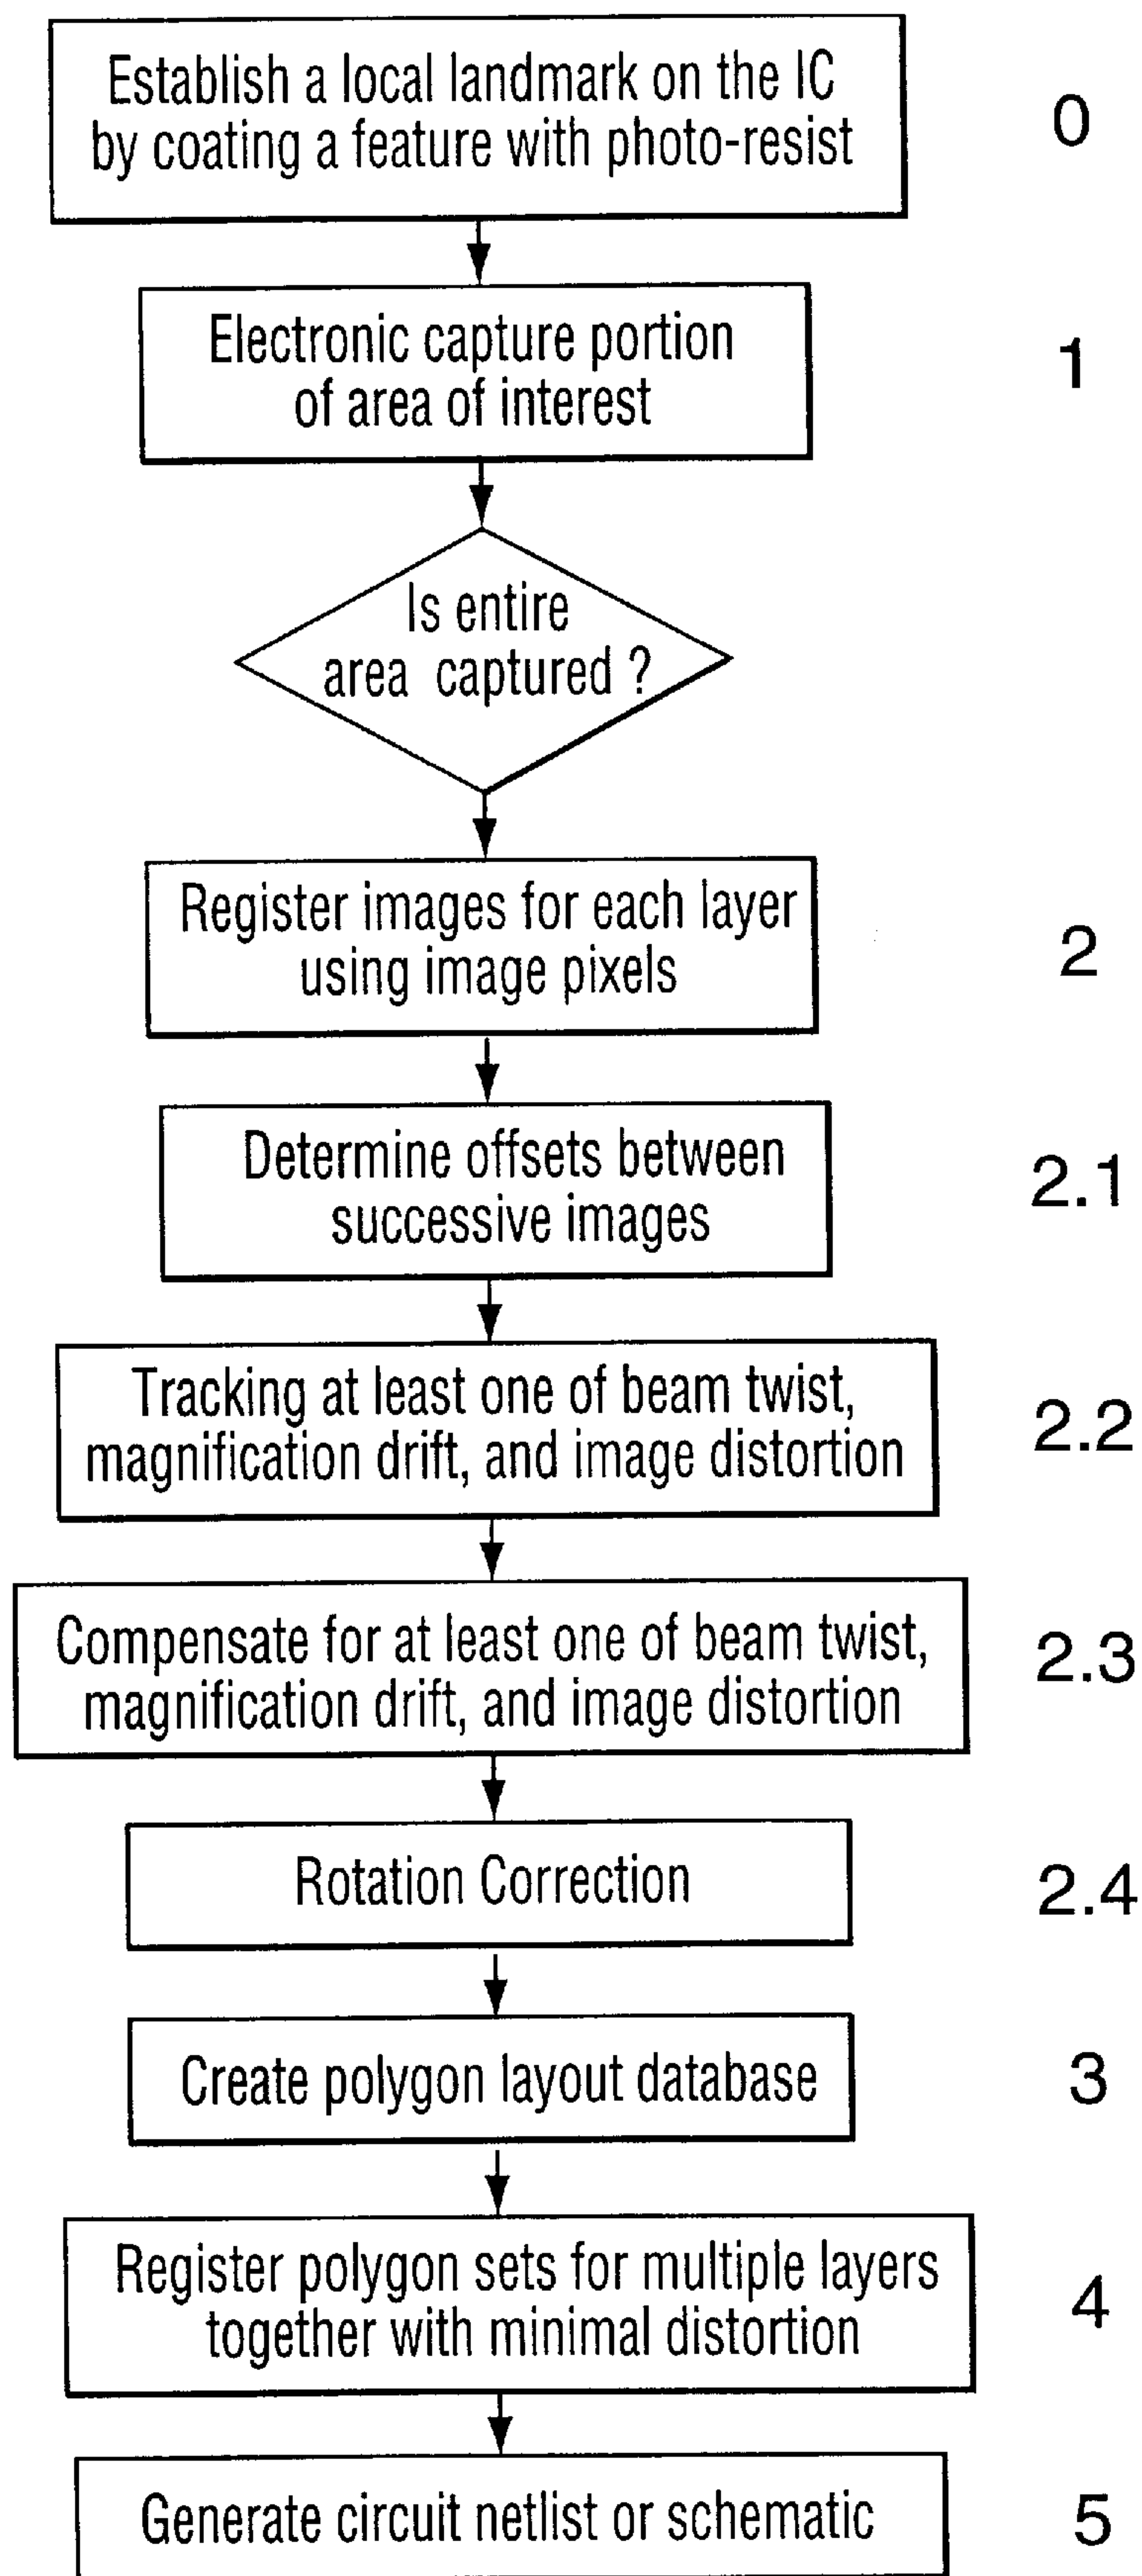 Establish a local landmark on the IC
by coating a feature with photo-resist
0
Electronic capture portion
of area of interest
1
Is entire
area captured ?
Register images for each layer
using image pixels
2
Determine offsets between
successive images
2.1
Tracking at least one of beam twist,
magnification drift, and image distortion
2.2
Compensate for at least one of beam twist,
magnification drift, and image distortion
2.3
Rotation Correction
2.4
Create polygon layout database
3
Register polygon sets for multiple layers
together with minimal distortion
4
Generate circuit netlist or schematic
5